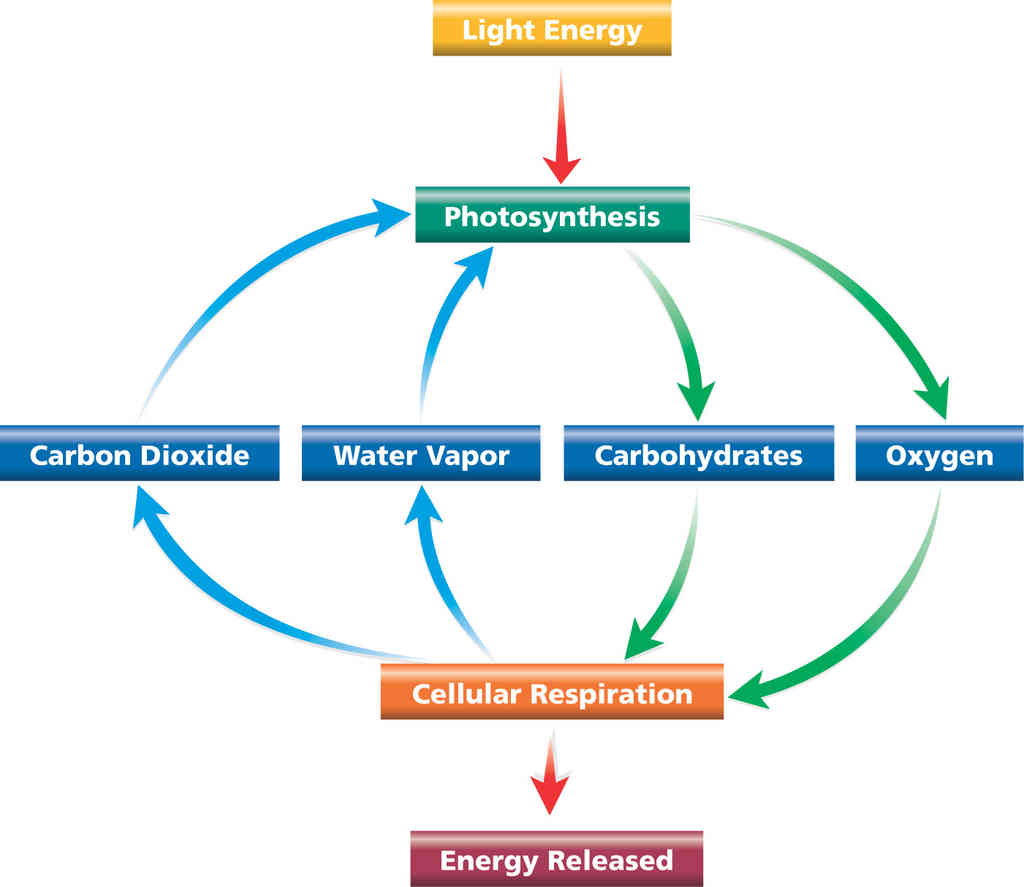 Light Energy
Photosynthesis
Carbon Dioxide
Water Vapor
Carbohydrates
Oxygen
Cellular Respiration
Energy Released